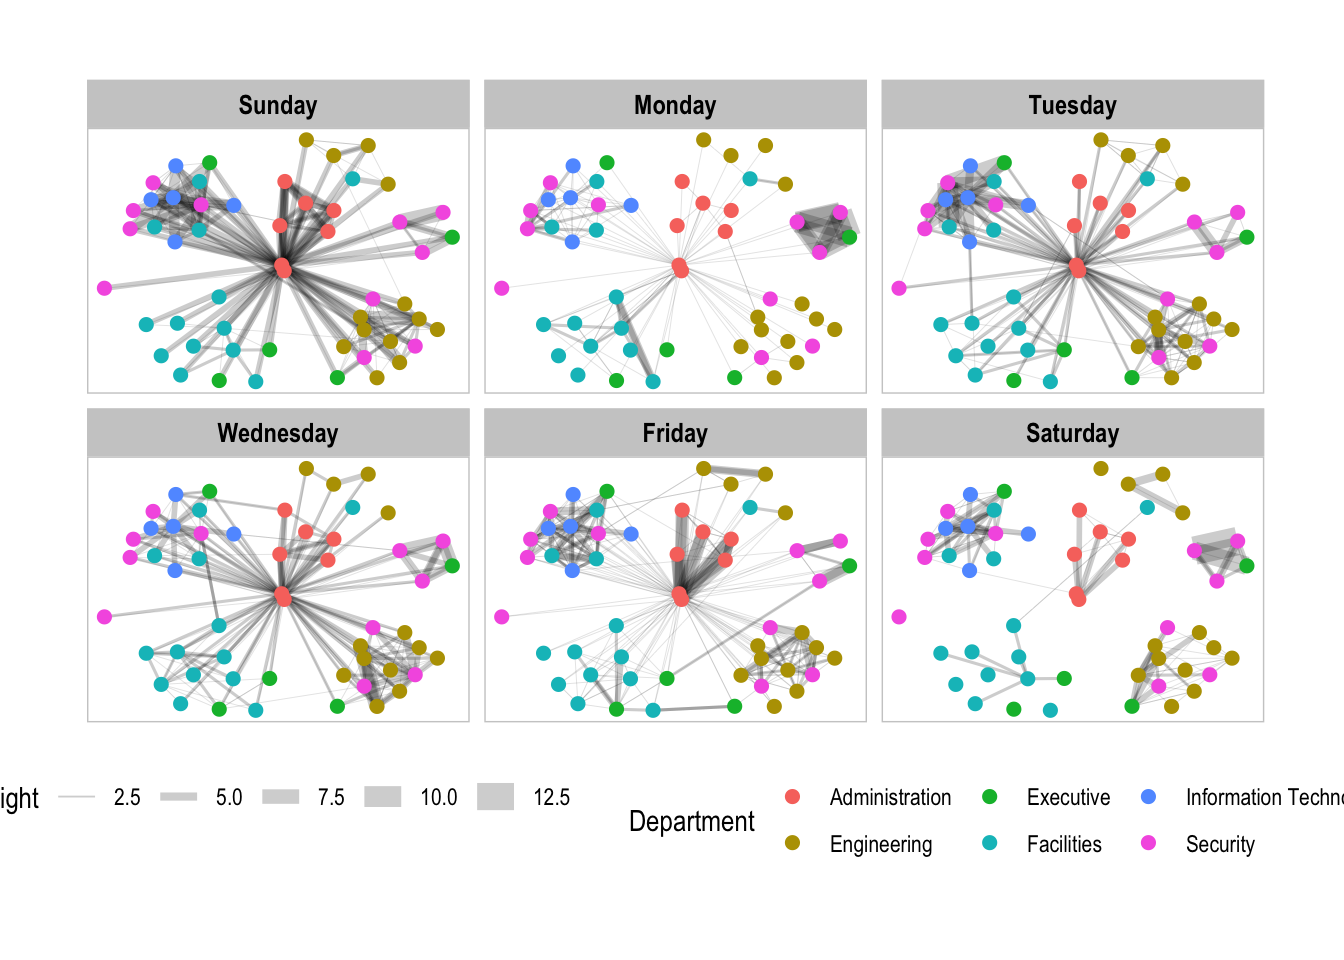 Sunday Monday Tuesday
Wednesday Friday Saturday
2.5 5.0 7.5 10.0 12.5
Department
Administration Executive Information
Engineering Facilities Security